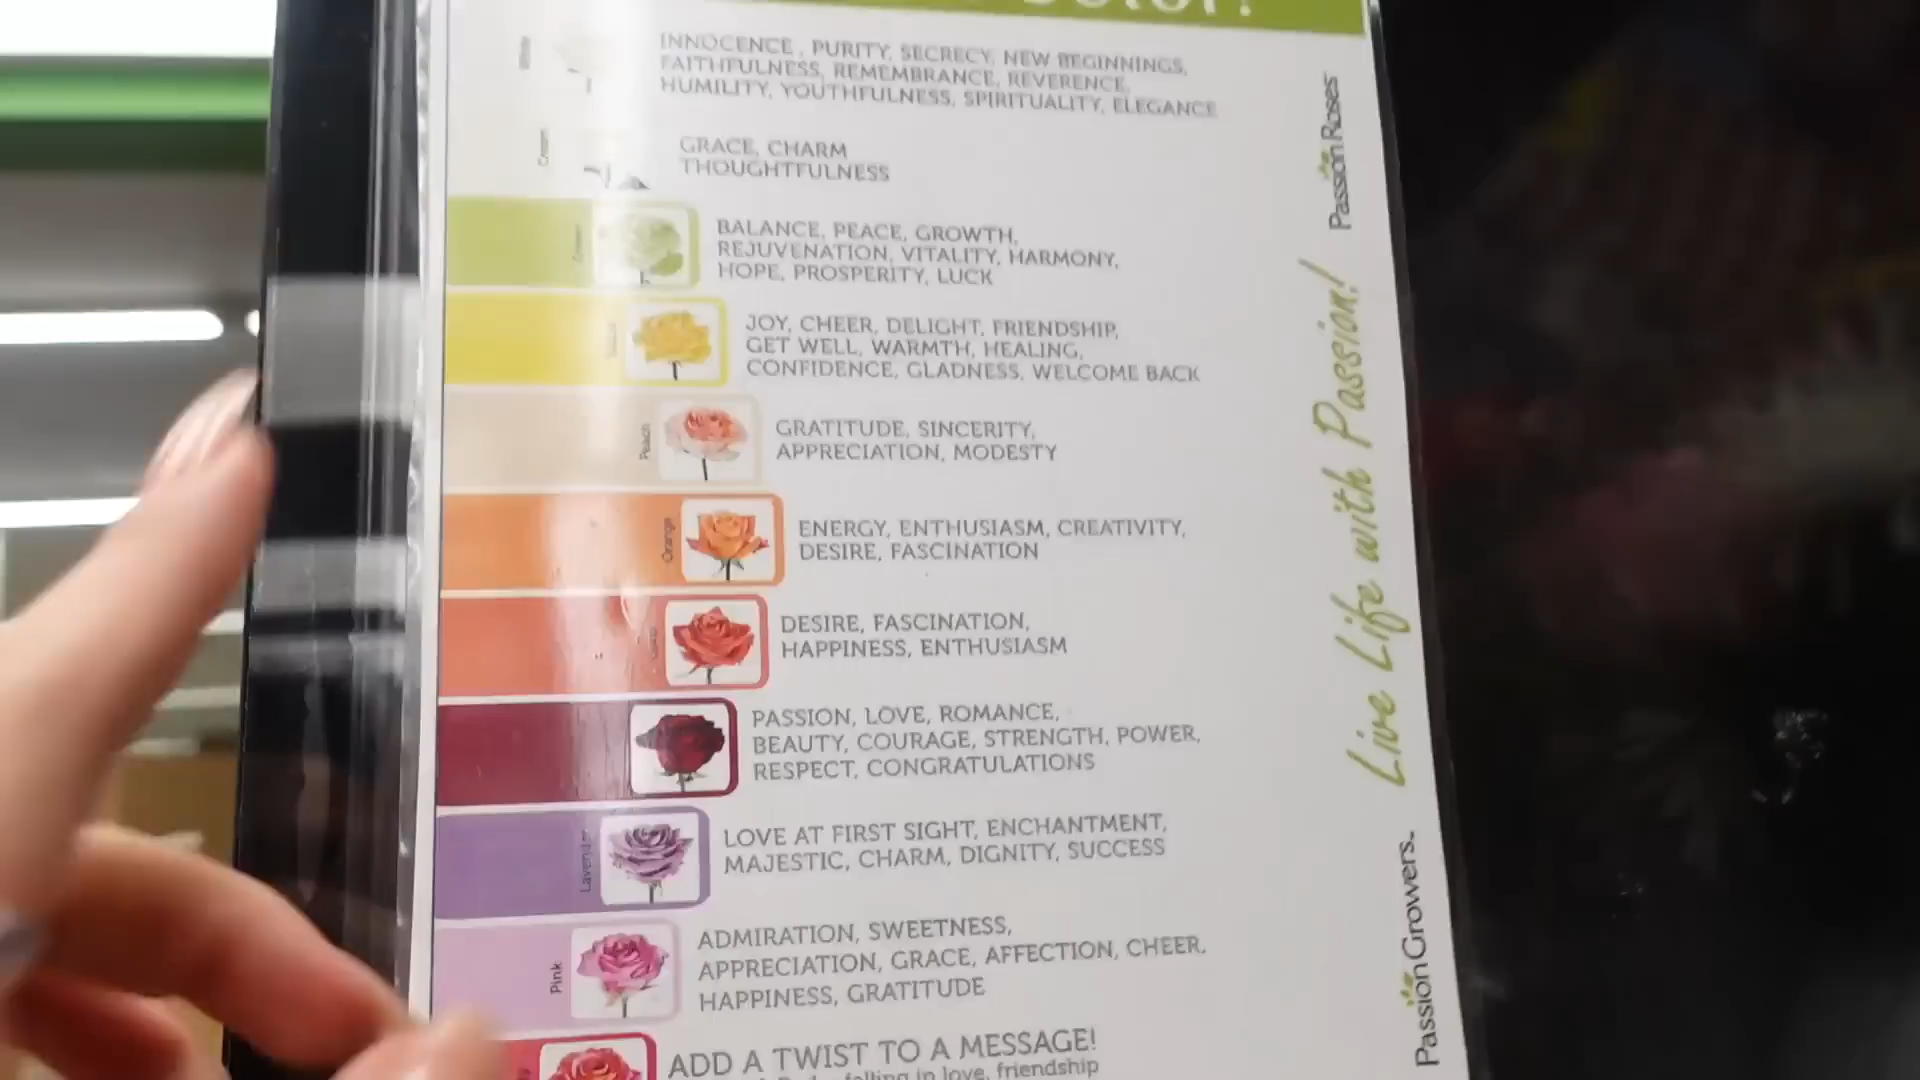 White
INNOCENCE, PURITY, SECRECY, NEW BEGINNINGS,
FAITHFULNESS, REMEMBRANCE, REVERENCE,
HUMILITY, YOUTHFULNESS, SPIRITUALITY, ELEGANCE
Cream
GRACE, CHARM
THOUGHTFULNESS
BALANCE, PEACE, GROWTH,
REJUVENATION, VITALITY, HARMONY,
HOPE, PROSPERITY, LUCK
JOY, CHEER, DELIGHT, FRIENDSHIP,
GET WELL, WARMTH, HEALING,
CONFIDENCE, GLADNESS, WELCOME BACK
Peach
GRATITUDE, SINCERITY,
APPRECIATION, MODESTY
Orange
ENERGY, ENTHUSIASM, CREATIVITY,
DESIRE, FASCINATION
DESIRE, FASCINATION,
HAPPINESS, ENTHUSIASM
PASSION, LOVE, ROMANCE,
BEAUTY, COURAGE, STRENGTH, POWER,
RESPECT, CONGRATULATIONS
Lavender
LOVE AT FIRST SIGHT, ENCHANTMENT,
MAJESTIC, CHARM, DIGNITY, SUCCESS
Pink
ADMIRATION, SWEETNESS,
APPRECIATION, GRACE, AFFECTION, CHEER,
HAPPINESS, GRATITUDE
ADD A TWIST TO A MESSAGE!
falling in love, friendship
Passion Roses
Live Life with Passion!
Passion Growers